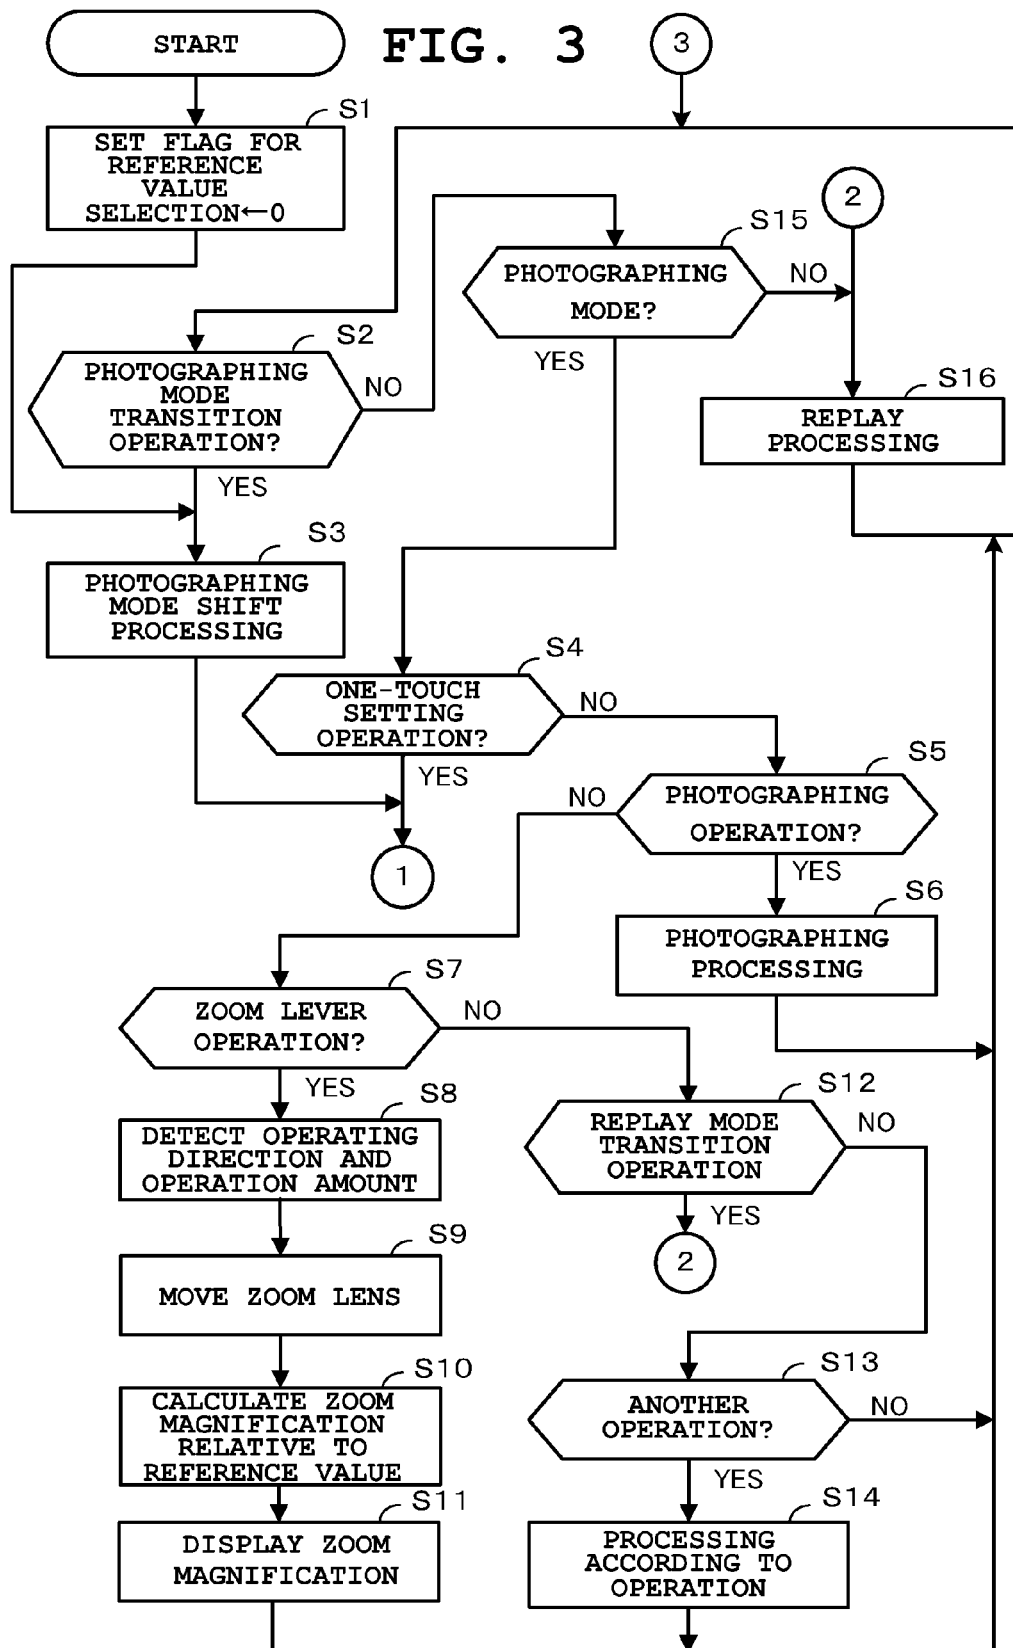 FIG. 3
START
3
S1
SET FLAG FOR
REFERENCE
VALUE
SELECTION←0
2
S15
PHOTOGRAPHING
MODE?
NO
YES
S2
PHOTOGRAPHING
MODE
TRANSITION
OPERATION?
NO
YES
S16
REPLAY
PROCESSING
S3
PHOTOGRAPHING
MODE SHIFT
PROCESSING
S4
ONE-TOUCH
SETTING
OPERATION?
NO
YES
1
S5
PHOTOGRAPHING
OPERATION?
NO
YES
S6
PHOTOGRAPHING
PROCESSING
S7
ZOOM LEVER
OPERATION?
NO
YES
S8
DETECT OPERATING
DIRECTION AND
OPERATION AMOUNT
S12
REPLAY MODE
TRANSITION
OPERATION
NO
YES
2
S9
MOVE ZOOM LENS
S10
CALCULATE ZOOM
MAGNIFICATION
RELATIVE TO
REFERENCE VALUE
S13
ANOTHER
OPERATION?
NO
YES
S11
DISPLAY ZOOM
MAGNIFICATION
S14
PROCESSING
ACCORDING TO
OPERATION